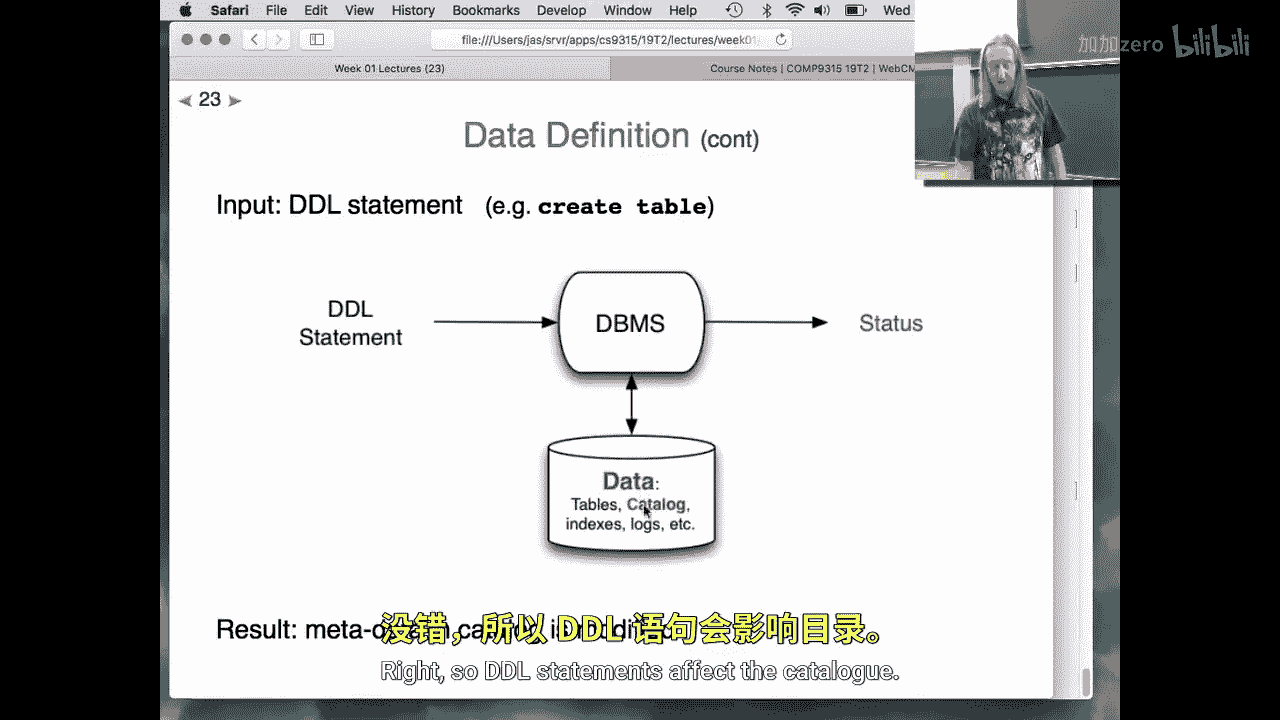 Safari File Edit View History Bookmarks Develop Window Help Wed
file:///Users/jas/srvr/apps/cs9315/19T2/lectures/week01
Week 01 Lectures (23)
Course Notes | COMP9315 19T2 | WebCM
加加zero bilibili
23
Data Definition (cont)
Input: DDL statement (e.g. create table)
DDL
Statement
DBMS
Status
Data:
Tables, Catalog,
indexes, logs, etc.
Result: meta-
没错，所以 DDL 语句会影响目录。
Right, so DDL statements affect the catalogue.